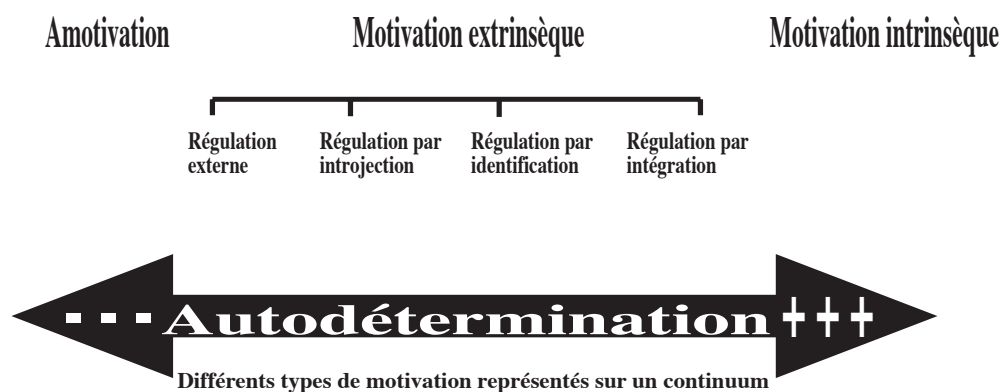 Amotivation Motivation extrinsèque Motivation intrinsèque
Régulation externe
Régulation par introjection
Régulation par identification
Régulation par intégration
- - - Autodétermination + + +
Différents types de motivation représentés sur un continuum